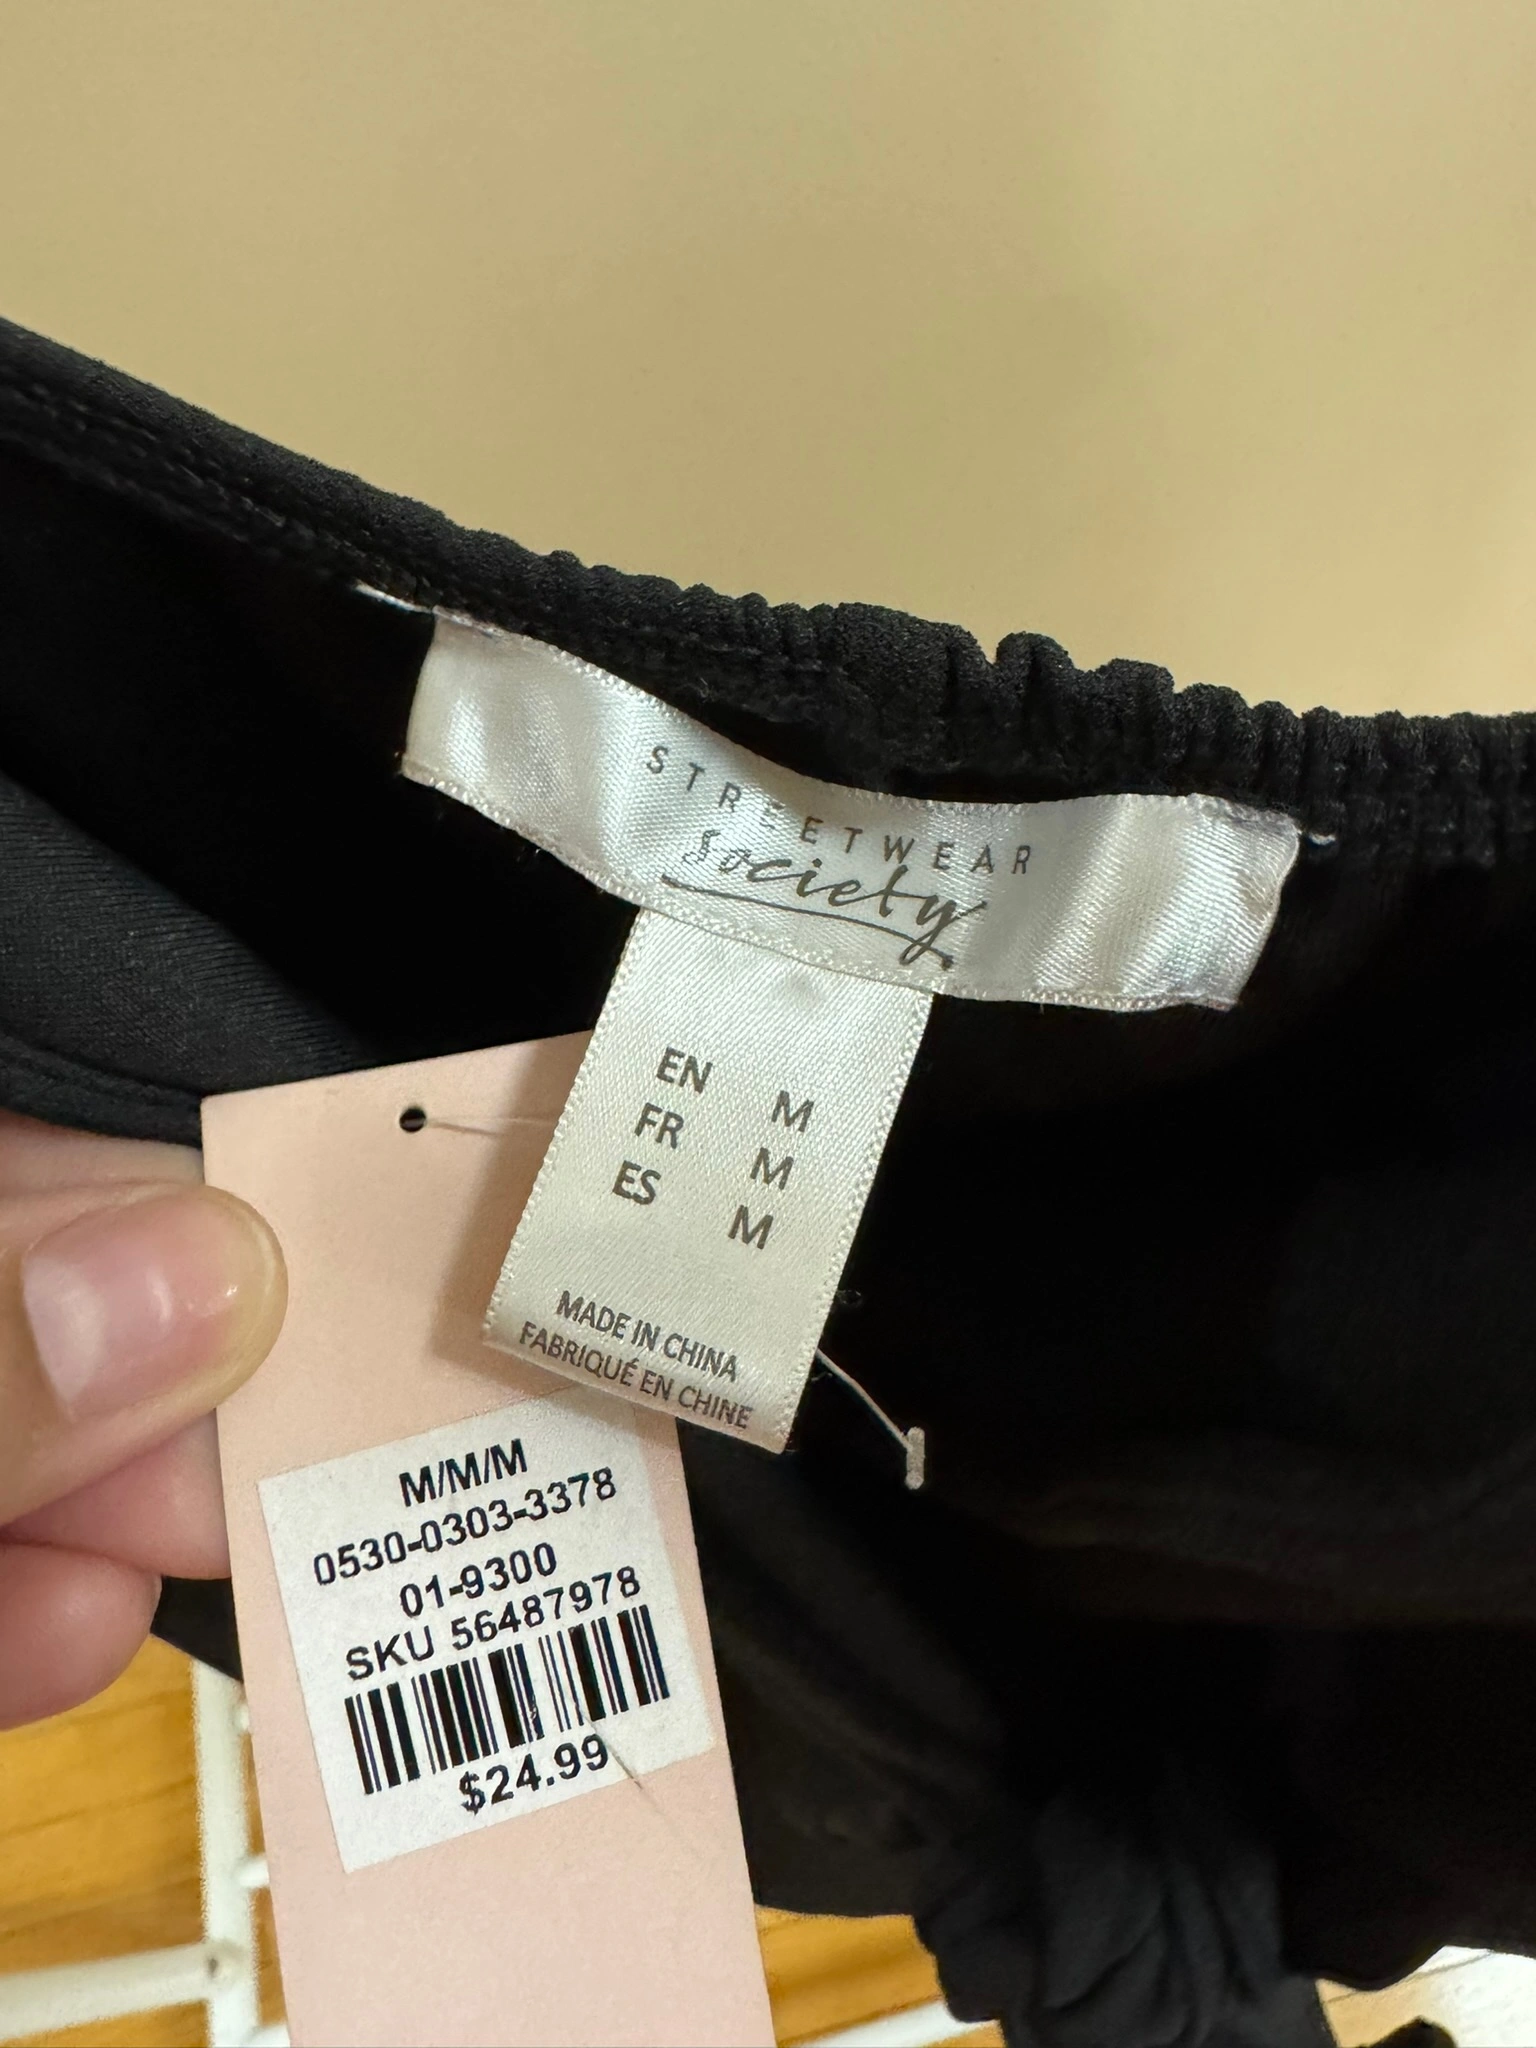 STREETWEAR
society
EN M
FR M
ES M
MADE IN CHINA
FABRIQUÉ EN CHINE
M/M/M
0530-0303-3378
01-9300
SKU 56487978
$24.99